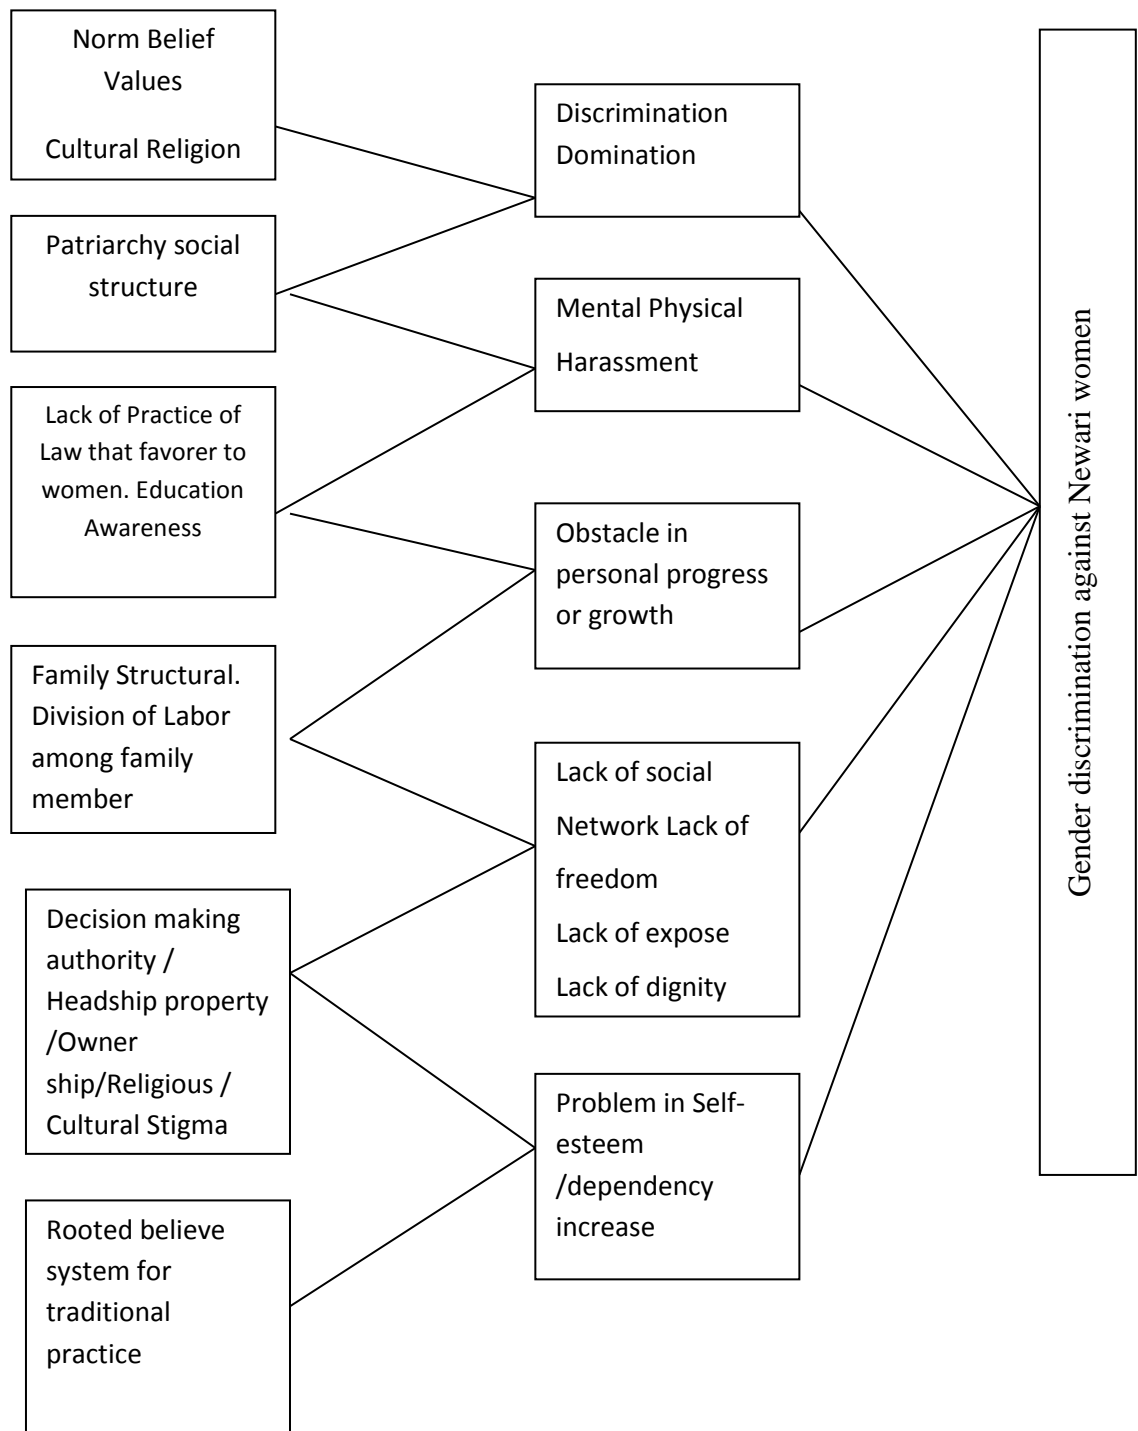 Norm Belief
Values
Cultural Religion
Patriarchy social
structure
Lack of Practice of
Law that favorer to
women. Education
Awareness
Family Structural.
Division of Labor
among family
member
Decision making
authority /
Headship property
/Owner
ship/Religious /
Cultural Stigma
Rooted believe
system for
traditional
practice
Discrimination
Domination
Mental Physical
Harassment
Obstacle in
personal progress
or growth
Lack of social
Network Lack of
freedom
Lack of expose
Lack of dignity
Problem in Self-
esteem
/dependency
increase
Gender discrimination against Newari women